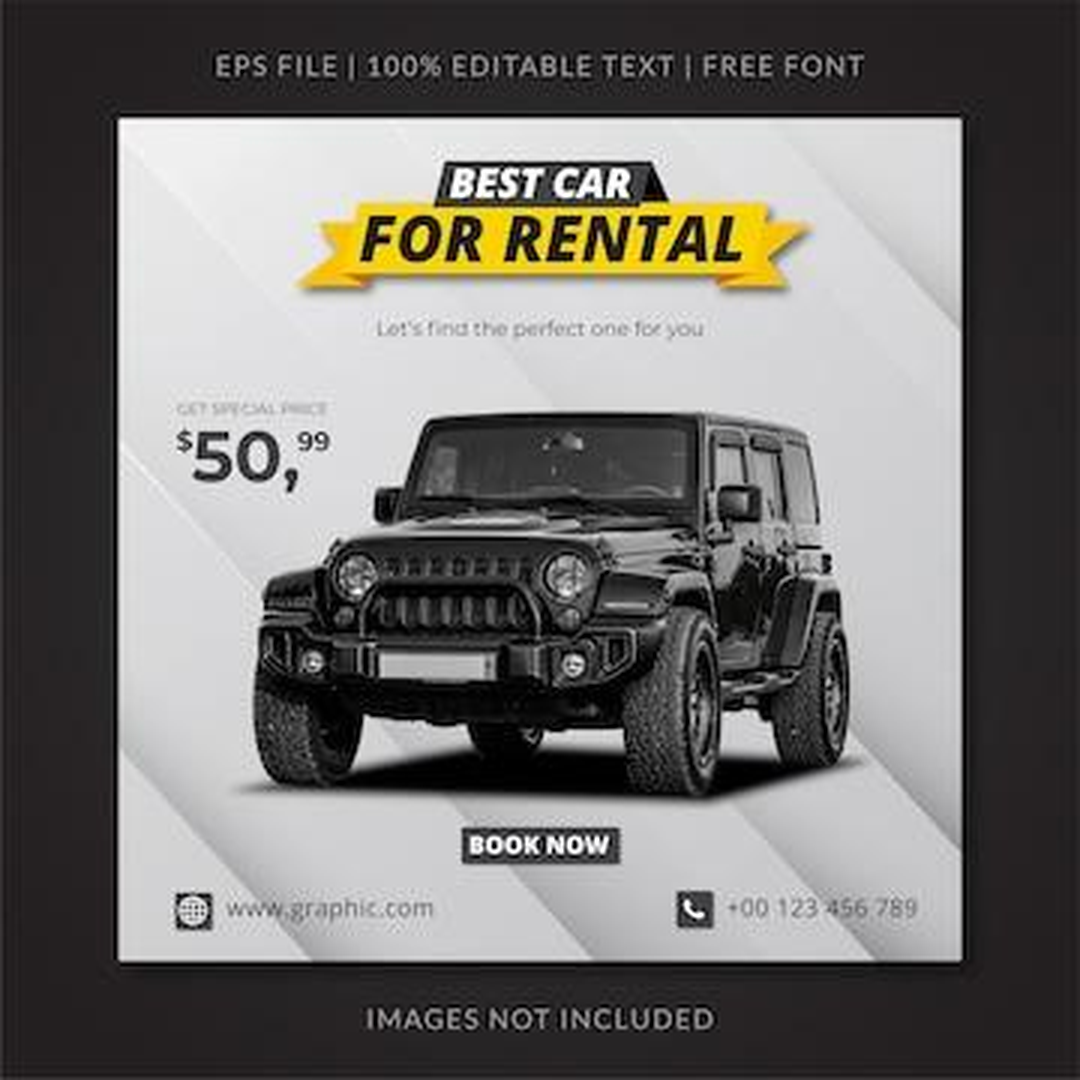 EPS FILE | 100% EDITABLE TEXT | FREE FONT
BEST CAR
FOR RENTAL
Let's find the perfect one for you
GET SPECIAL PRICE
$50,99
BOOK NOW
www.graphic.com
+00 123 456 789
IMAGES NOT INCLUDED